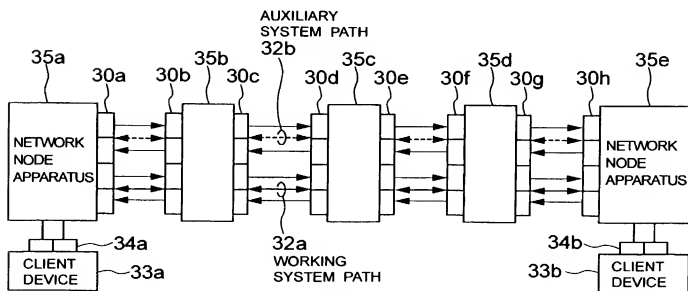 AUXILIARY
SYSTEM PATH
32b
35a
30a
30b
35b
30c
30d
35c
30e
30f
35d
30g
30h
35e
NETWORK
NODE
APPARATUS
NETWORK
NODE
APPARATUS
34a
CLIENT
DEVICE
33a
32a
WORKING
SYSTEM PATH
34b
CLIENT
DEVICE
33b